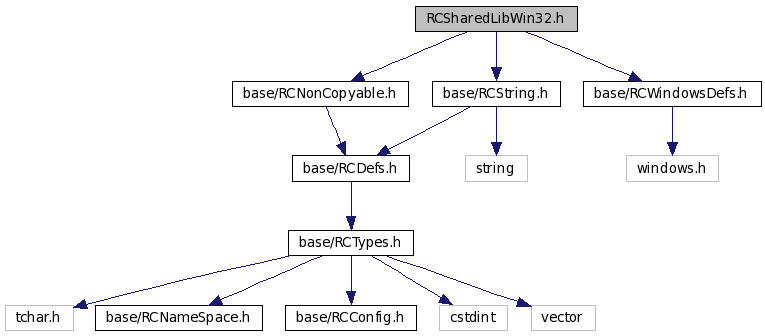 RCSharedLibWin32.h
base/RCNonCopyable.h
base/RCString.h
base/RCWindowsDefs.h
base/RCDefs.h
string
windows.h
base/RCTypes.h
tchar.h
base/RCNameSpace.h
base/RCConfig.h
cstdint
vector